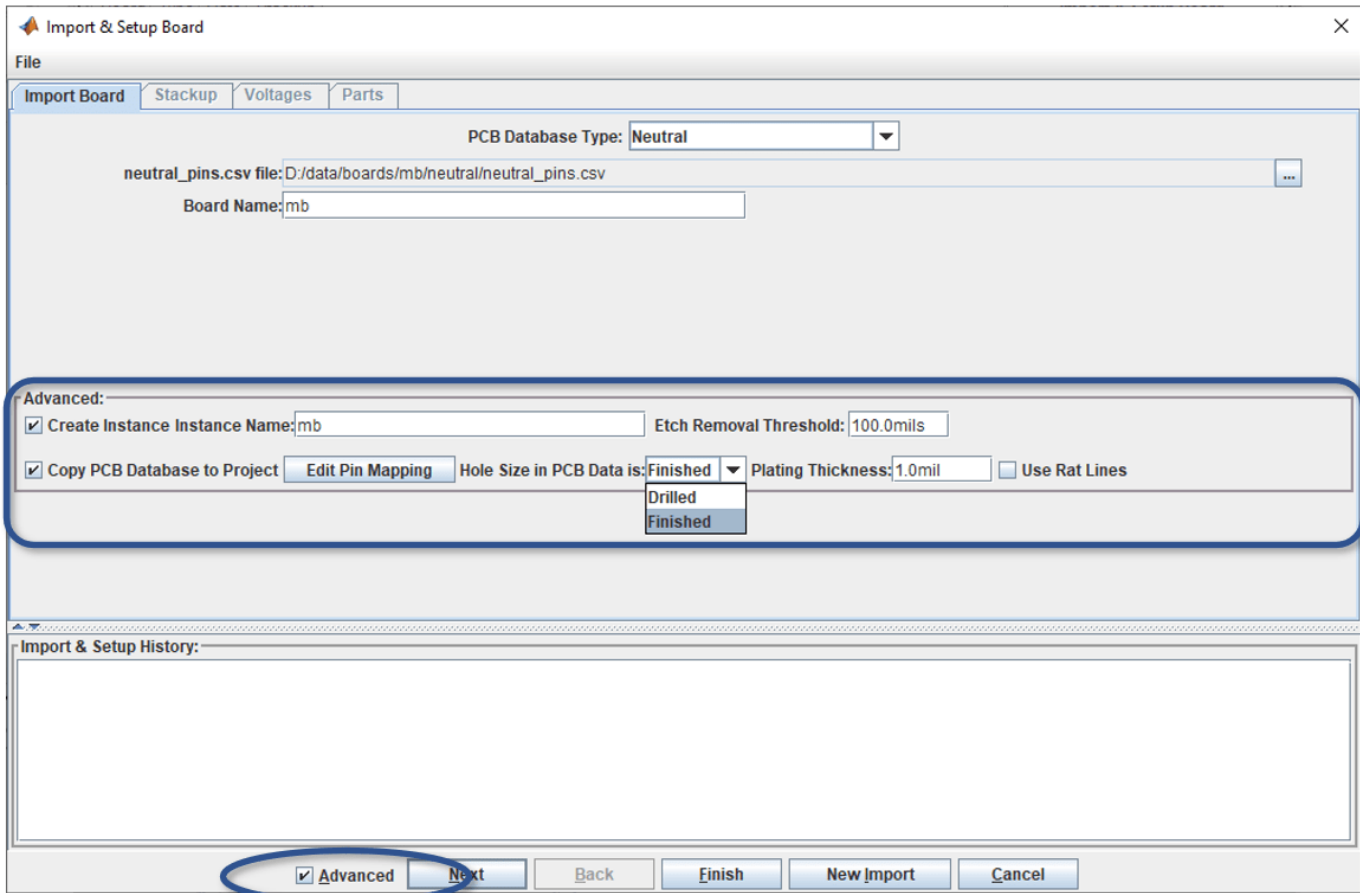 Import & Setup Board
File
Import Board Stackup Voltages Parts
PCB Database Type: Neutral
neutral_pins.csv file: D:/data/boards/mb/neutral/neutral_pins.csv ...
Board Name: mb
Advanced:
Create Instance Instance Name: mb Etch Removal Threshold: 100.0mils
Copy PCB Database to Project Edit Pin Mapping Hole Size in PCB Data is: Finished Plating Thickness: 1.0mil Use Rat Lines
Drilled
Finished
Import & Setup History:
Advanced Next Back Finish New Import Cancel